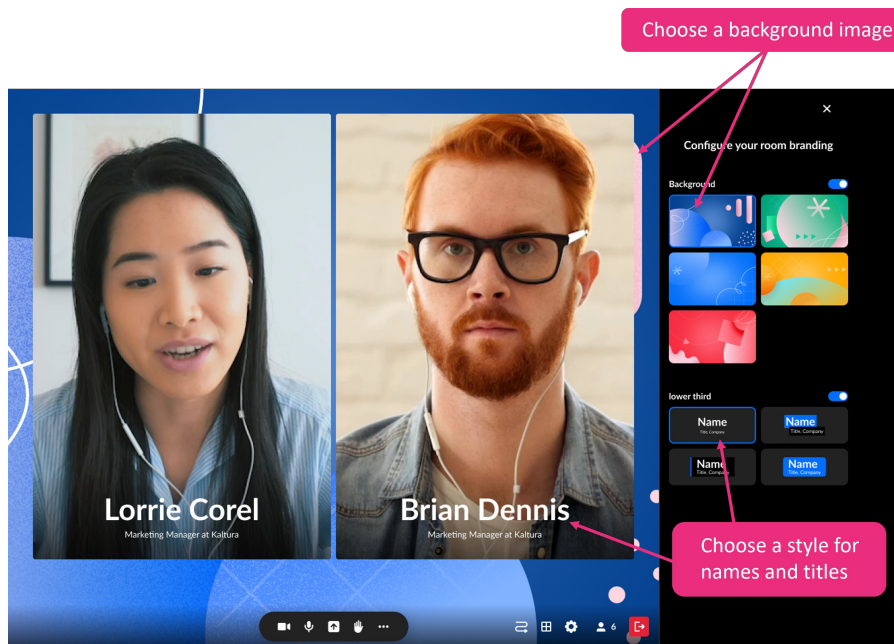 Choose a background image
Configure your room branding
Background
lower third
Name
Title, Company
Name
Title, Company
Name
Title, Company
Name
Title, Company
Lorrie Corel
Marketing Manager at Kaltura
Brian Dennis
Marketing Manager at Kaltura
Choose a style for
names and titles
6